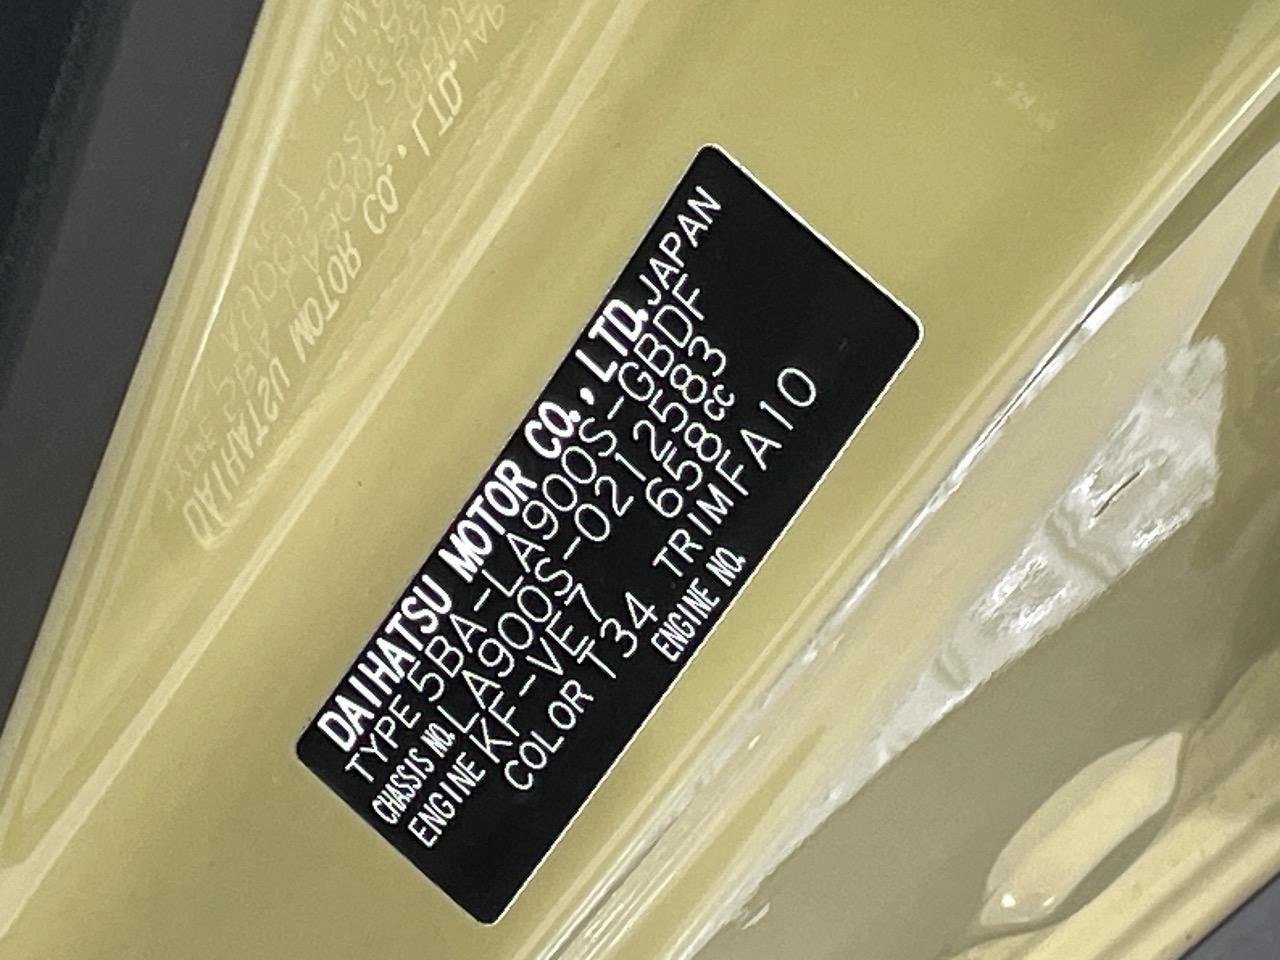 DAIHATSU MOTOR CO., LTD. JAPAN
TYPE 5BA-LA900S-GBDF
CHASSIS NO. LA900S-0212583
ENGINE KF-VE7 658cc
COLOR T34 TRIM FA10
ENGINE NO.